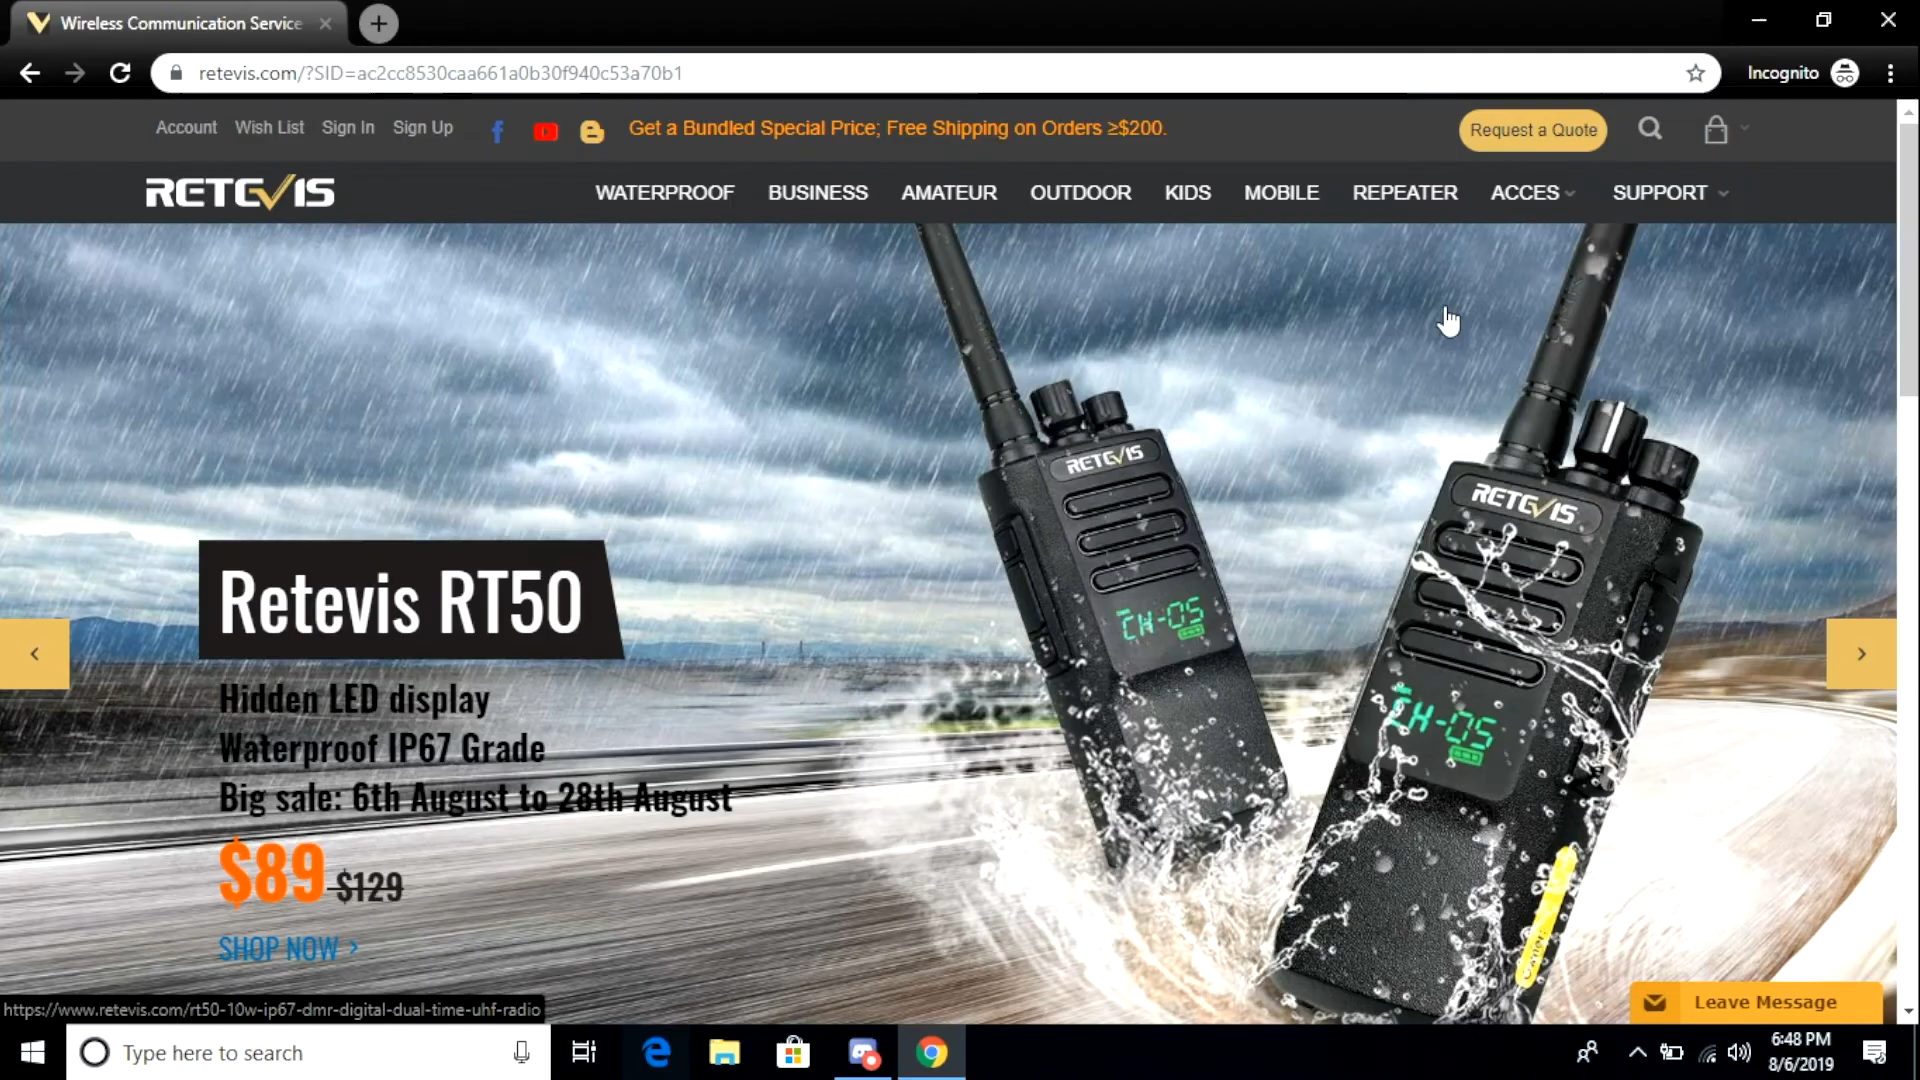 Wireless Communication Service
retevis.com/?SID=ac2cc8530caa661a0b30f940c53a70b1
Incognito
Account Wish List Sign In Sign Up
Get a Bundled Special Price; Free Shipping on Orders ≥$200.
Request a Quote
RETEVIS
WATERPROOF BUSINESS AMATEUR OUTDOOR KIDS MOBILE REPEATER ACCES SUPPORT
RETEVIS
RETEVIS
CH-05
CH-05
Retevis RT50
Hidden LED display
Waterproof IP67 Grade
Big sale: 6th August to 28th August
$89 $129
SHOP NOW >
Leave Message
https://www.retevis.com/rt50-10w-ip67-dmr-digital-dual-time-uhf-radio
Type here to search
6:48 PM
8/6/2019